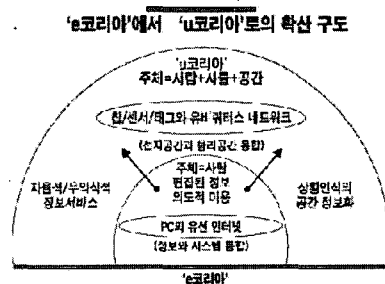 'e코리아'에서 'u코리아'로의 확산 구도
'u코리아'
주체=사람+사물+공간
칩/센서/태그와 유비쿼터스 네트워크
(전자공간과 물리공간 통합)
자율적/무의식적
정보서비스
주체=사람
편집된 정보
의도적 이용
상황인식의
공간 정보화
PC와 유선 인터넷
(정보와 시스템 통합)
'e코리아'